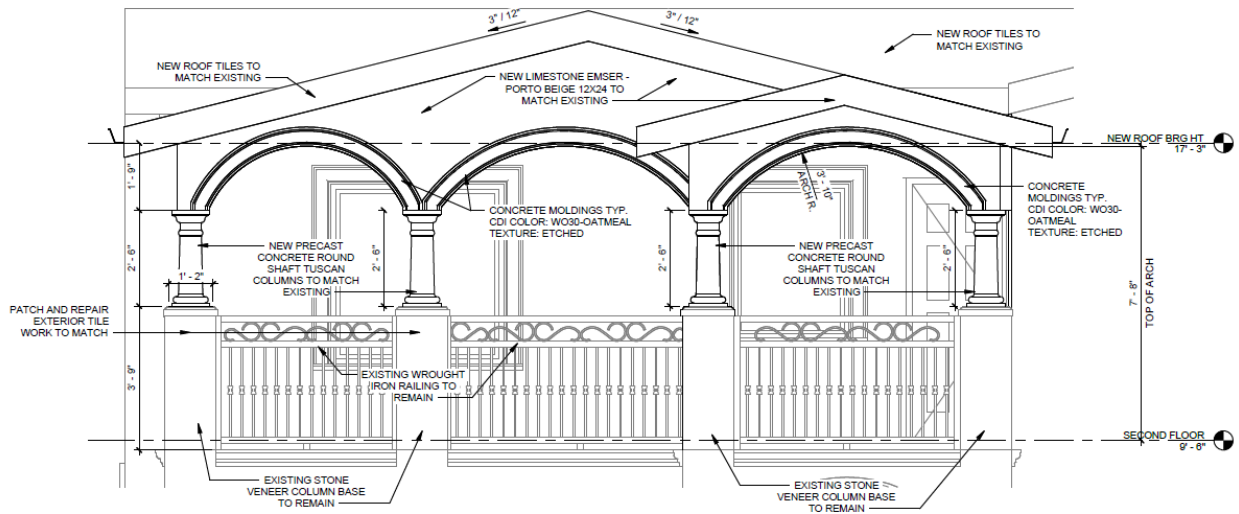 3" / 12"
3" / 12"
NEW ROOF TILES TO
MATCH EXISTING
NEW ROOF TILES TO
MATCH EXISTING
NEW LIMESTONE EMSER -
PORTO BEIGE 12X24 TO
MATCH EXISTING
NEW ROOF BRG HT
17' - 3"
1' - 9"
3' - 10"
ARCH R.
CONCRETE
MOLDINGS TYP.
CDI COLOR: WO30-
OATMEAL
TEXTURE: ETCHED
CONCRETE MOLDINGS TYP.
CDI COLOR: WO30-OATMEAL
TEXTURE: ETCHED
2' - 6"
1' - 2"
NEW PRECAST
CONCRETE ROUND
SHAFT TUSCAN
COLUMNS TO MATCH
EXISTING
2' - 6"
2' - 6"
NEW PRECAST
CONCRETE ROUND
SHAFT TUSCAN
COLUMNS TO MATCH
EXISTING
2' - 6"
7' - 8"
TOP OF ARCH
PATCH AND REPAIR
EXTERIOR TILE
WORK TO MATCH
EXISTING WROUGHT
IRON RAILING TO
REMAIN
3' - 9"
SECOND FLOOR
9' - 6"
EXISTING STONE
VENEER COLUMN BASE
TO REMAIN
EXISTING STONE
VENEER COLUMN BASE
TO REMAIN